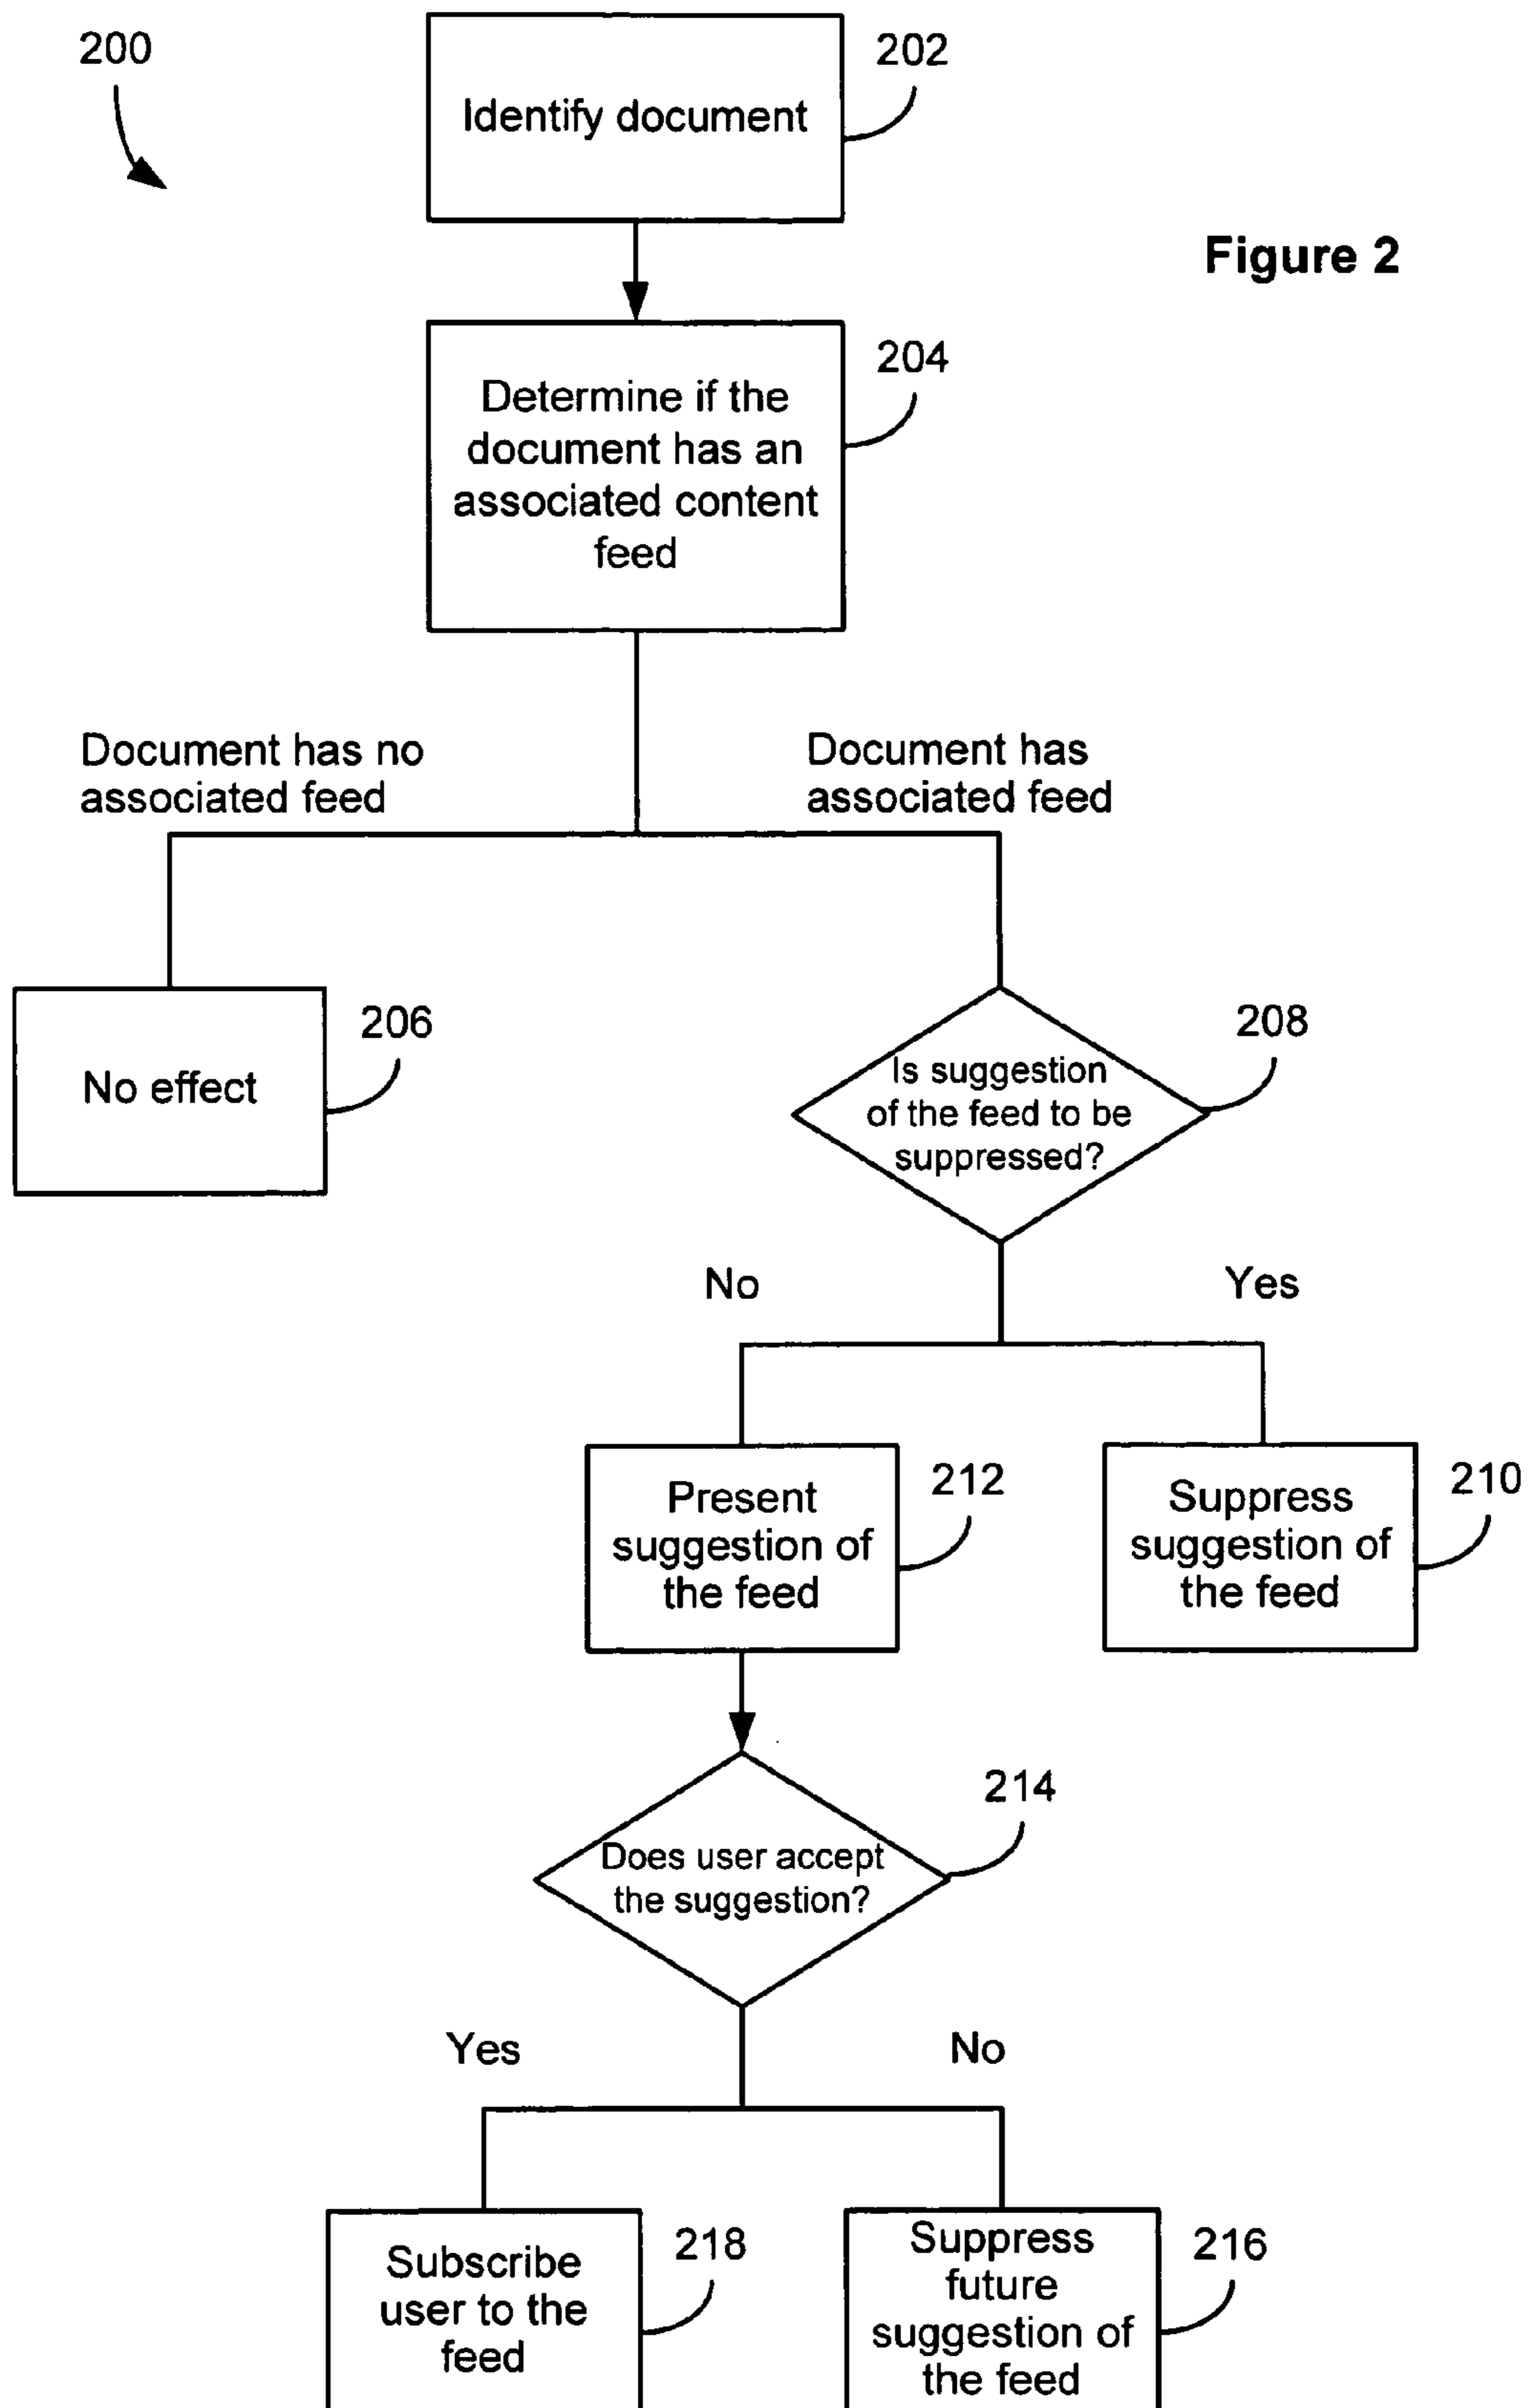 200
202
Identify document
Figure 2
204
Determine if the
document has an
associated content
feed
Document has no
associated feed
Document has
associated feed
206
No effect
208
Is suggestion
of the feed to be
suppressed?
No
Yes
212
Present
suggestion of
the feed
210
Suppress
suggestion of
the feed
214
Does user accept
the suggestion?
Yes
No
218
Subscribe
user to the
feed
216
Suppress
future
suggestion of
the feed